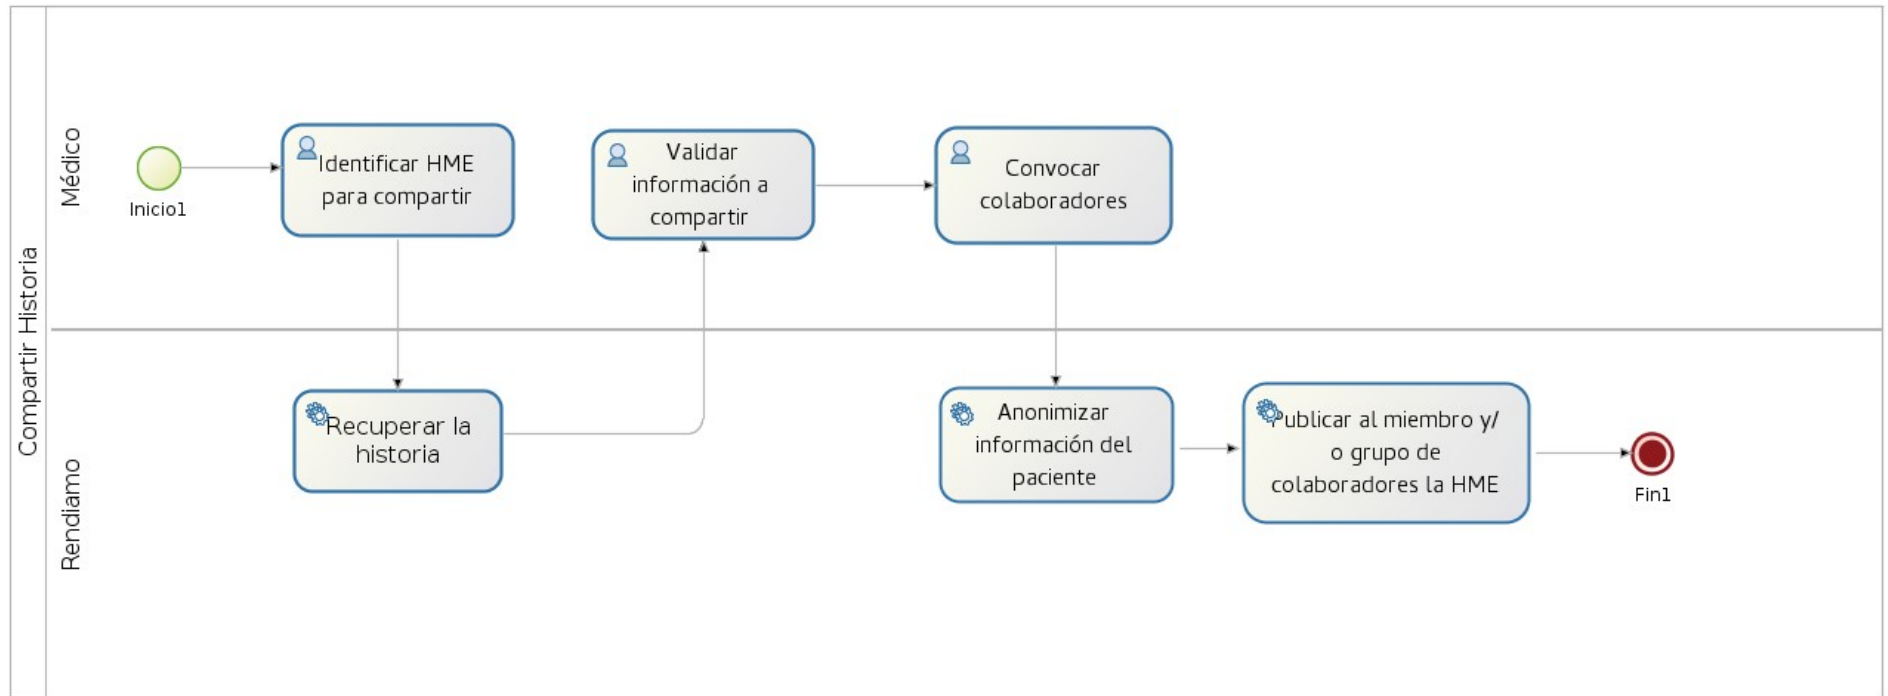 Compartir Historia
Médico
Inicio1
Identificar HME
para compartir
Validar
información a
compartir
Convocar
colaboradores
Rendiamo
Recuperar la
historia
Anonimizar
información del
paciente
Publicar al miembro y/
o grupo de
colaboradores la HME
Fin1